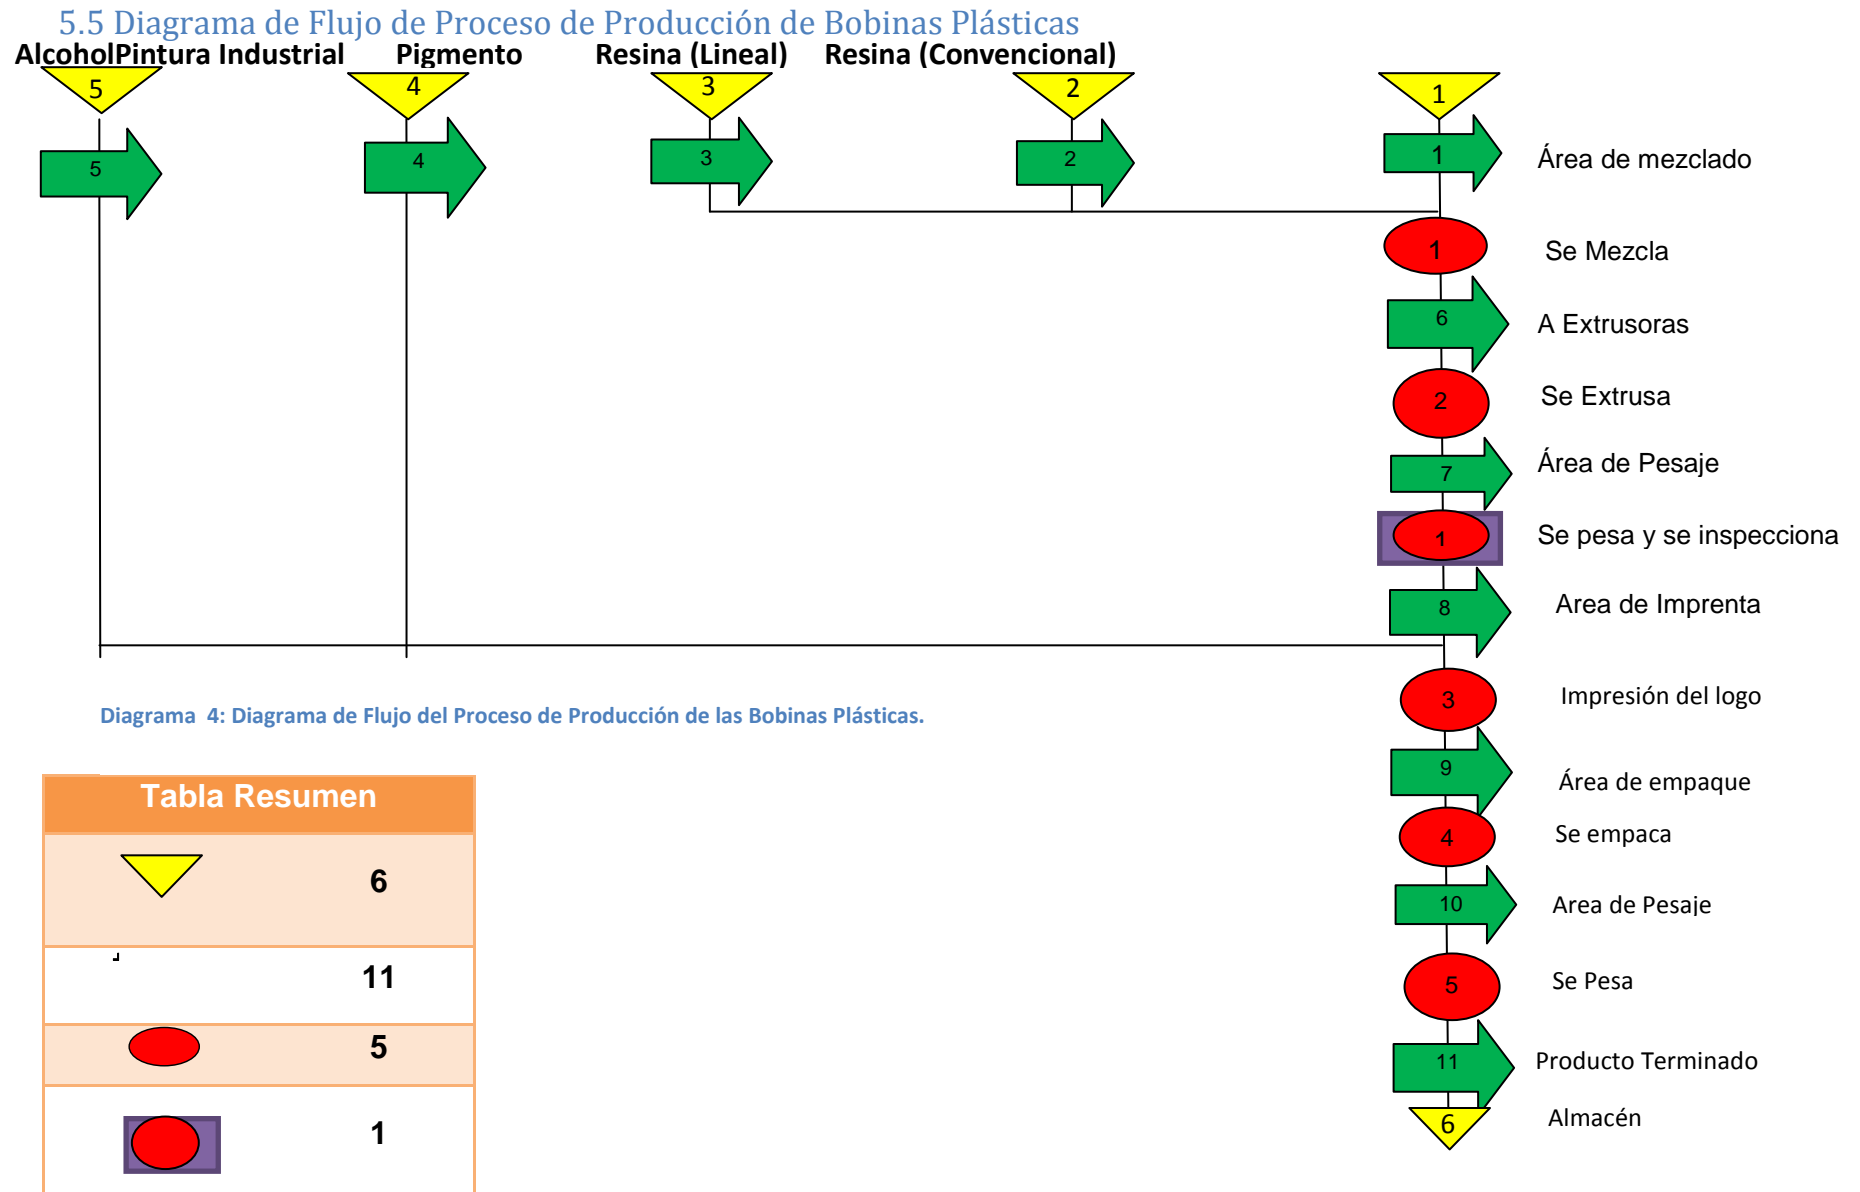 5.5 Diagrama de Flujo de Proceso de Producción de Bobinas Plásticas
AlcoholPintura Industrial Pigmento Resina (Lineal) Resina (Convencional)
5 4 3 2 1
5 4 3 2 1 Área de mezclado
1 Se Mezcla
6 A Extrusoras
2 Se Extrusa
7 Área de Pesaje
1 Se pesa y se inspecciona
8 Area de Imprenta
3 Impresión del logo
Diagrama 4: Diagrama de Flujo del Proceso de Producción de las Bobinas Plásticas.
9 Área de empaque
4 Se empaca
10 Area de Pesaje
5 Se Pesa
11 Producto Terminado
6 Almacén
Tabla Resumen
6
11
5
1